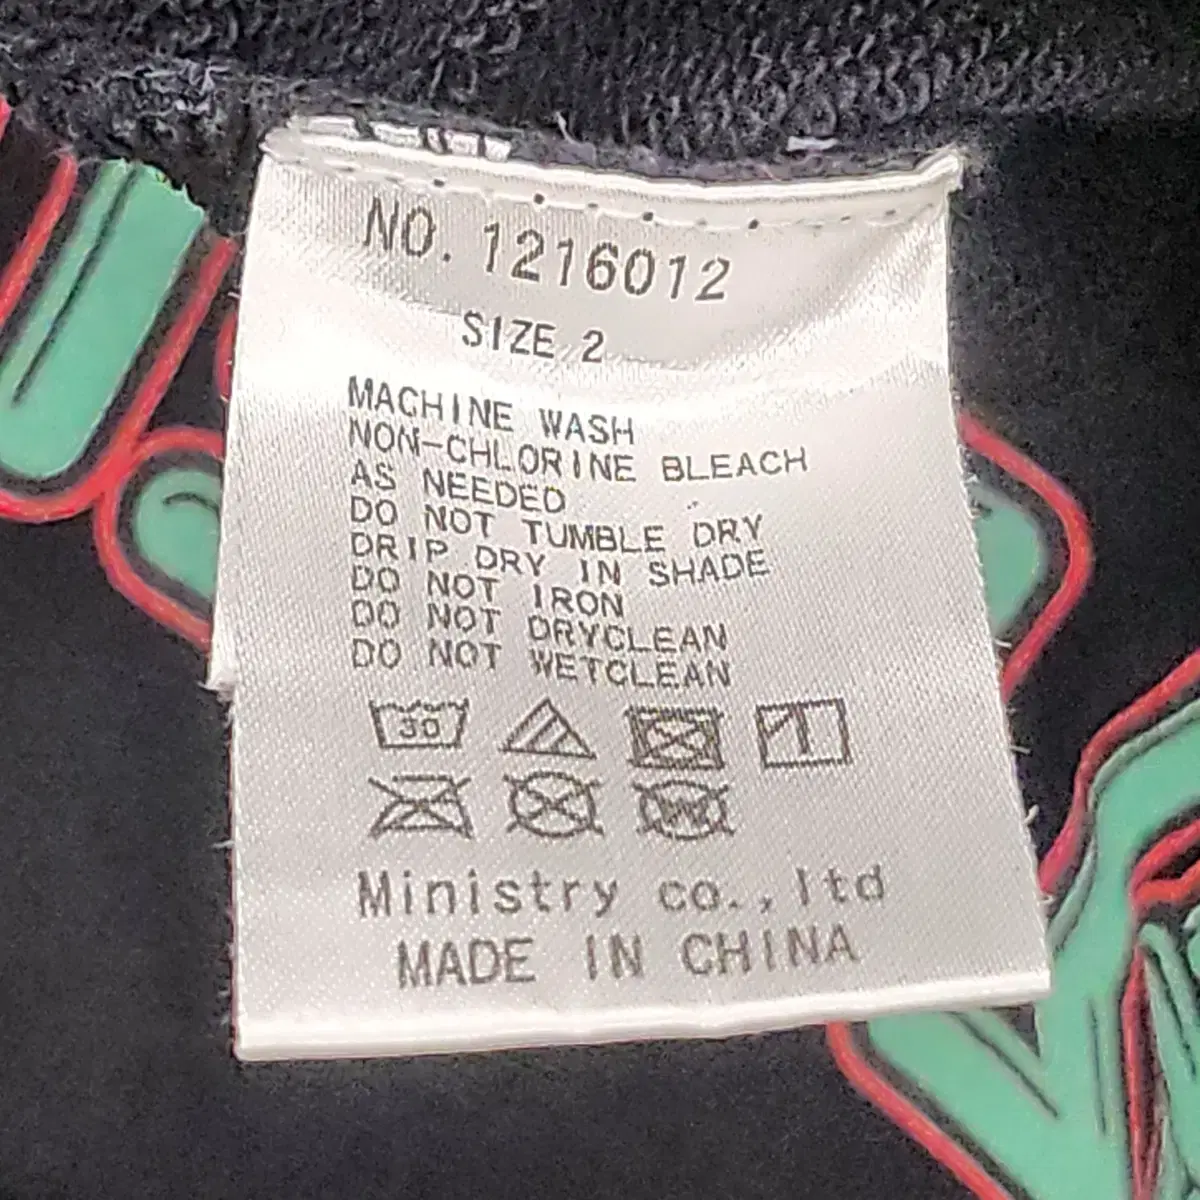 NO. 1216012
SIZE 2
MACHINE WASH
NON-CHLORINE BLEACH
AS NEEDED
DO NOT TUMBLE DRY
DRIP DRY IN SHADE
DO NOT IRON
DO NOT DRYCLEAN
DO NOT WETCLEAN
30
W
Ministry co.,ltd
MADE IN CHINA